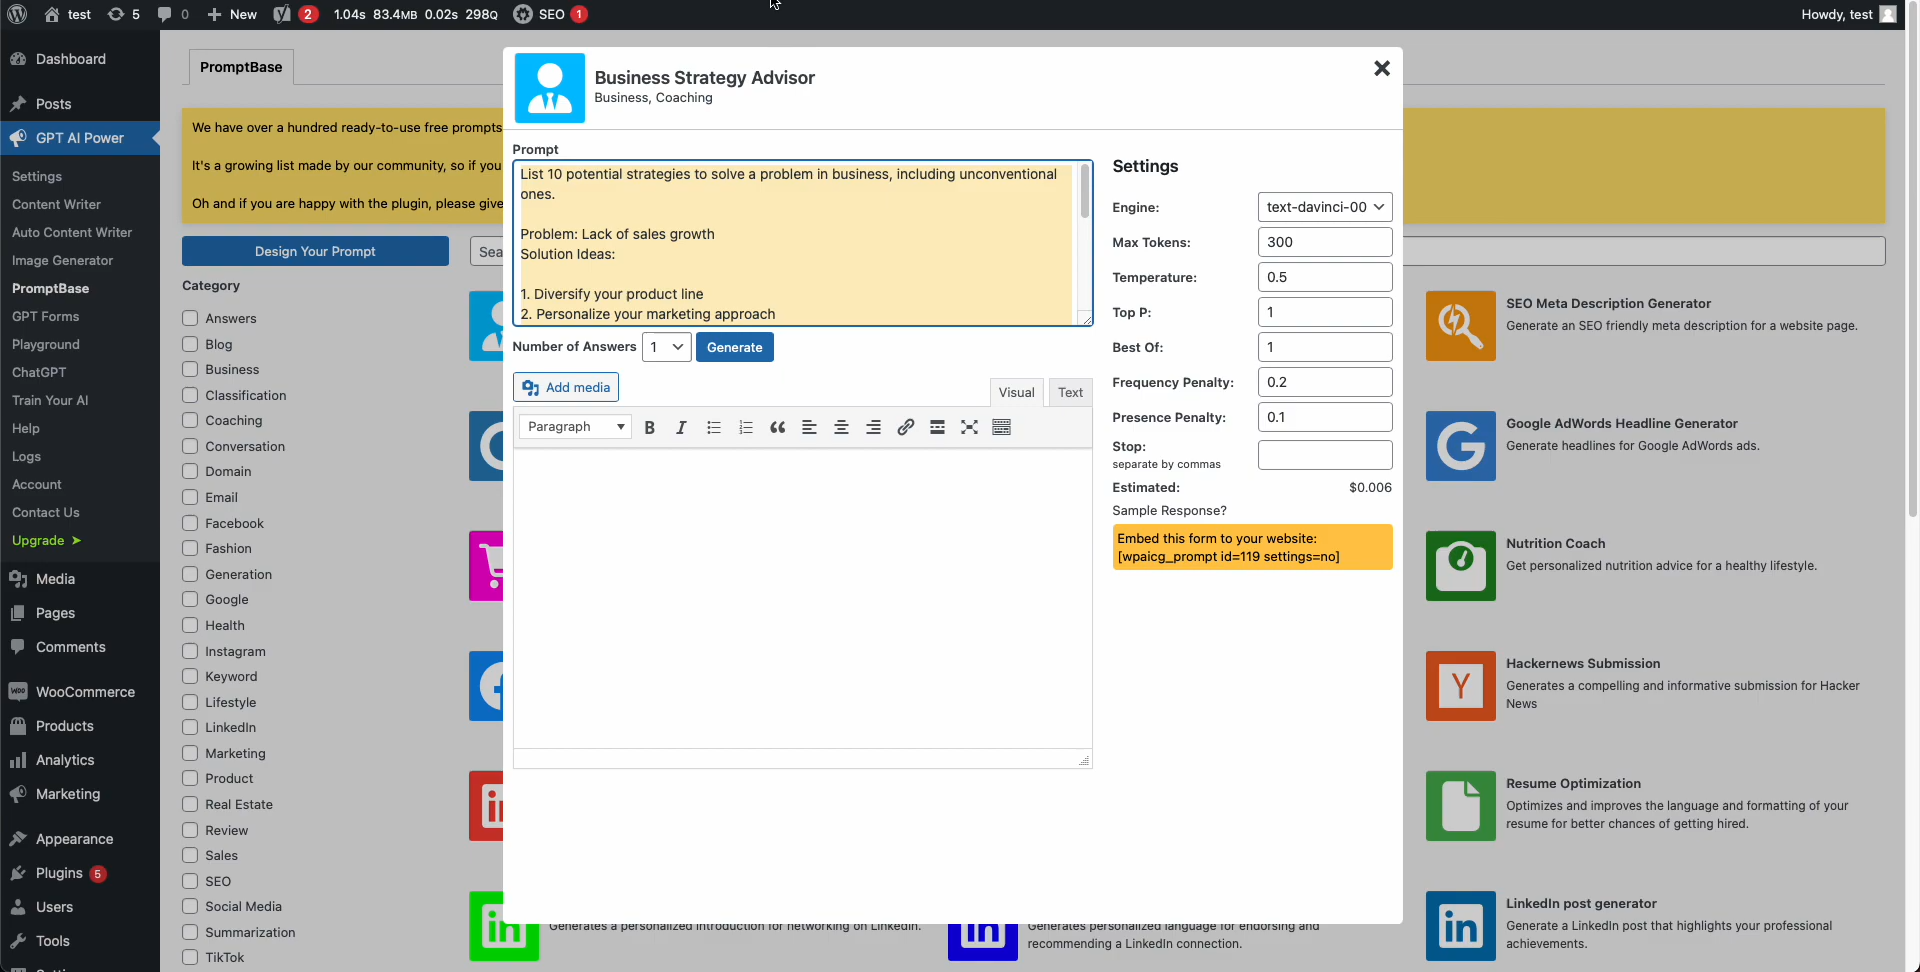 test
5
0
New
2
1.04s 83.4MB 0.02s 298Q
SEO
1
Howdy, test
Dashboard
Posts
GPT AI Power
Settings
Content Writer
Auto Content Writer
Image Generator
PromptBase
GPT Forms
Playground
ChatGPT
Train Your AI
Help
Logs
Account
Contact Us
Upgrade ➤
Media
Pages
Comments
WooCommerce
Products
Analytics
Marketing
Appearance
Plugins 5
Users
Tools
PromptBase
We have over a hundred ready-to-use free prompts
It's a growing list made by our community, so if you
Oh and if you are happy with the plugin, please give
Design Your Prompt
Sea
Category
Answers
Blog
Business
Classification
Coaching
Conversation
Domain
Email
Facebook
Fashion
Generation
Google
Health
Instagram
Keyword
Lifestyle
LinkedIn
Marketing
Product
Real Estate
Review
Sales
SEO
Social Media
Summarization
TikTok
Business Strategy Advisor
Business, Coaching
Prompt
List 10 potential strategies to solve a problem in business, including unconventional
ones.
Problem: Lack of sales growth
Solution Ideas:
1. Diversify your product line
2. Personalize your marketing approach
Number of Answers 1 Generate
Add media
Visual Text
Paragraph
Settings
Engine: text-davinci-00
Max Tokens: 300
Temperature: 0.5
Top P: 1
Best Of: 1
Frequency Penalty: 0.2
Presence Penalty: 0.1
Stop:
separate by commas
Estimated: $0.006
Sample Response?
Embed this form to your website:
[wpaicg_prompt id=119 settings=no]
SEO Meta Description Generator
Generate an SEO friendly meta description for a website page.
Google AdWords Headline Generator
Generate headlines for Google AdWords ads.
Nutrition Coach
Get personalized nutrition advice for a healthy lifestyle.
Hackernews Submission
Generates a compelling and informative submission for Hacker
News
Resume Optimization
Optimizes and improves the language and formatting of your
resume for better chances of getting hired.
Generates a personalized introduction for networking on LinkedIn.
Generates personalized language for endorsing and
recommending a LinkedIn connection.
LinkedIn post generator
Generate a LinkedIn post that highlights your professional
achievements.